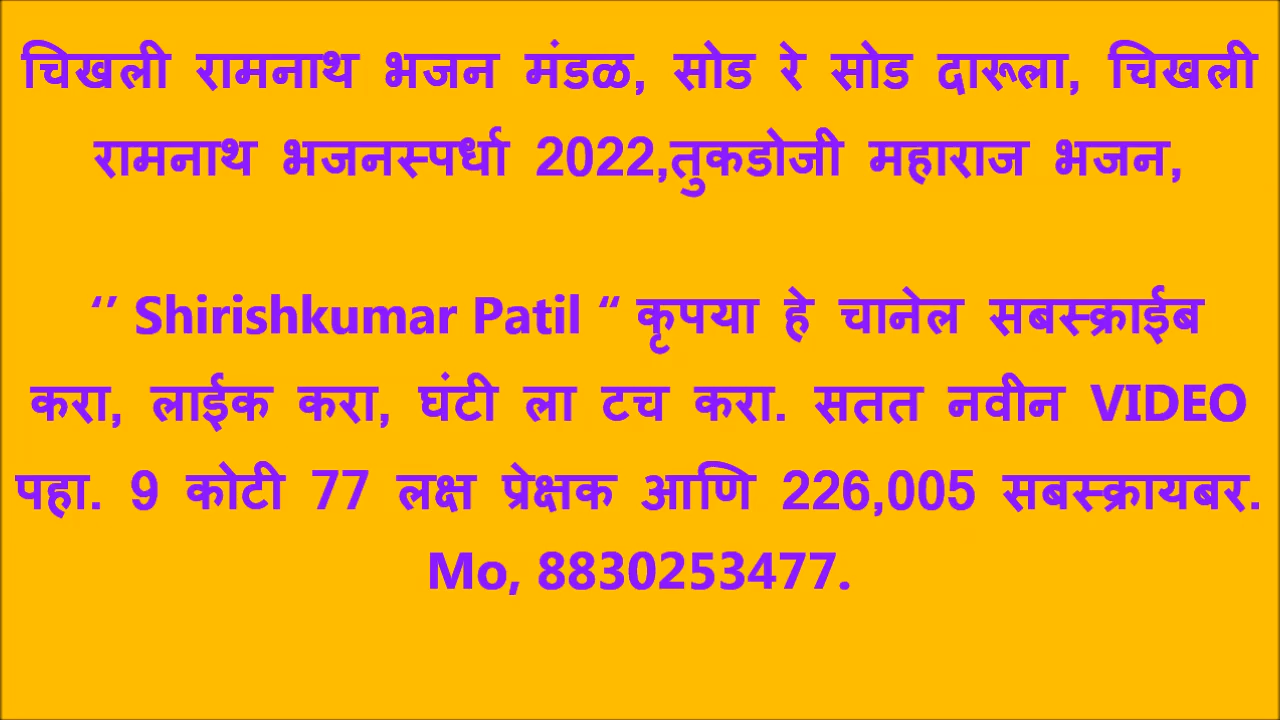 चिखली रामनाथ भजन मंडळ, सोड रे सोड दारूला, चिखली
रामनाथ भजनस्पर्धा 2022,तुकडोजी महाराज भजन,
‘’ Shirishkumar Patil “ कृपया हे चानेल सबस्क्राईब
करा, लाईक करा, घंटी ला टच करा. सतत नवीन VIDEO
पहा. 9 कोटी 77 लक्ष प्रेक्षक आणि 226,005 सबस्क्रायबर.
Mo, 8830253477.